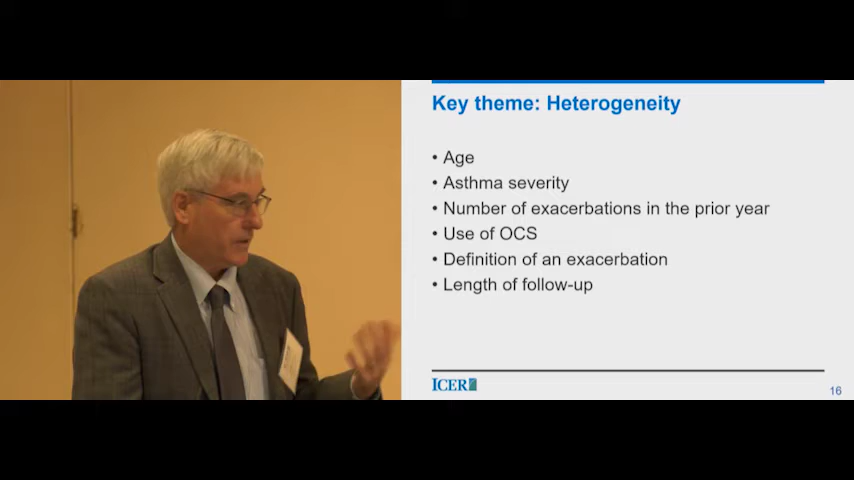 Key theme: Heterogeneity
• Age
• Asthma severity
• Number of exacerbations in the prior year
• Use of OCS
• Definition of an exacerbation
• Length of follow-up
ICER
16